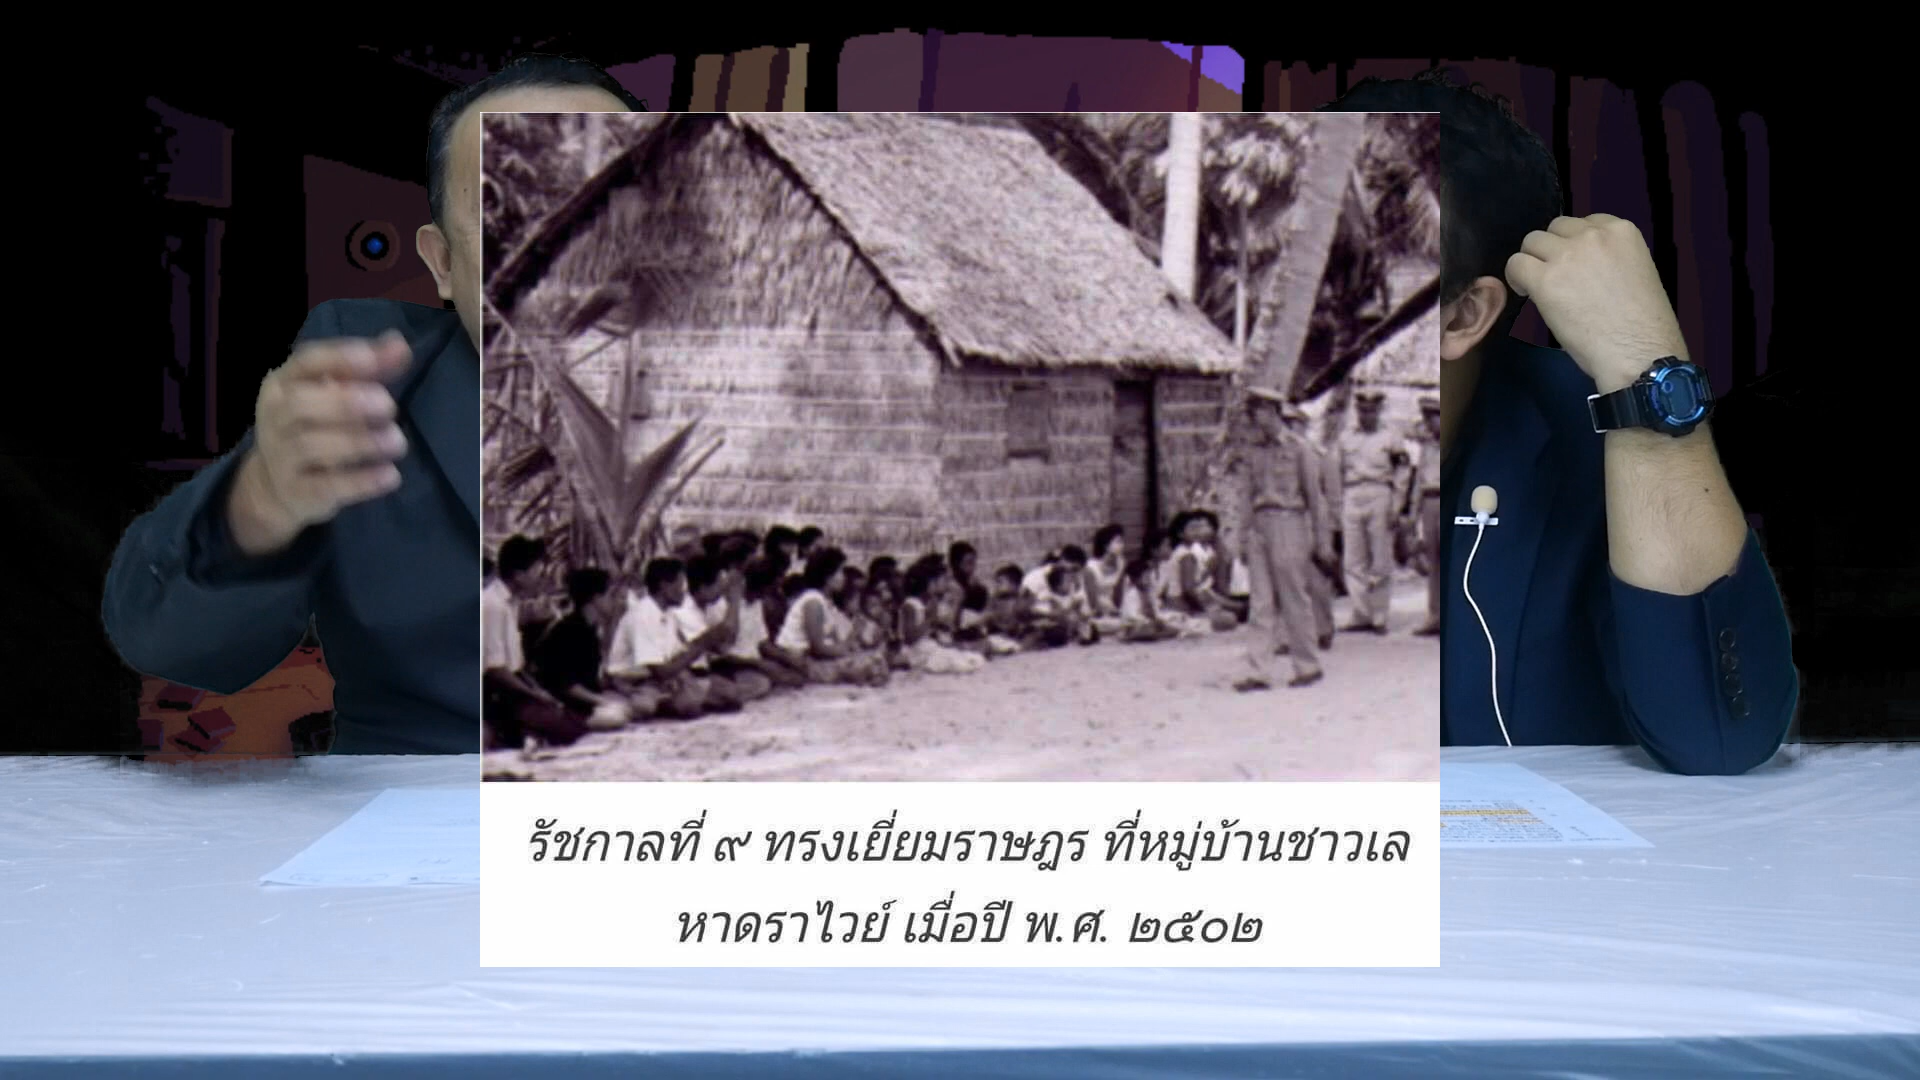 รัชกาลที่ ๙ ทรงเยี่ยมราษฎร ที่หมู่บ้านชาวเล
หาดราไวย์ เมื่อปี พ.ศ. ๒๕๐๒